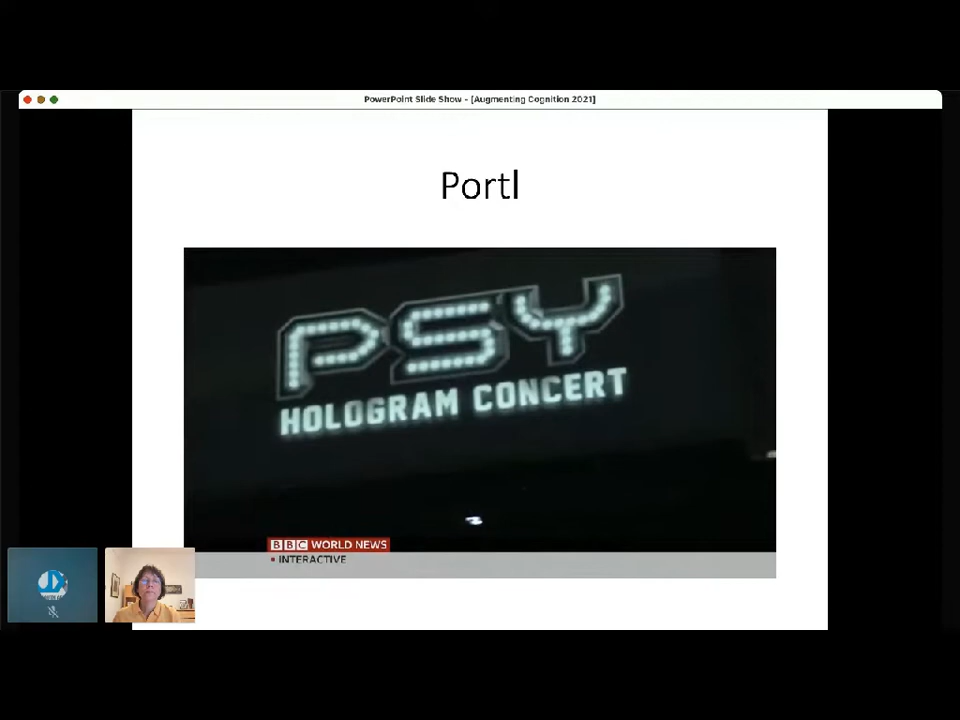 PowerPoint Slide Show - [Augmenting Cognition 2021]
Portl
PSY
HOLOGRAM CONCERT
BBC WORLD NEWS
INTERACTIVE